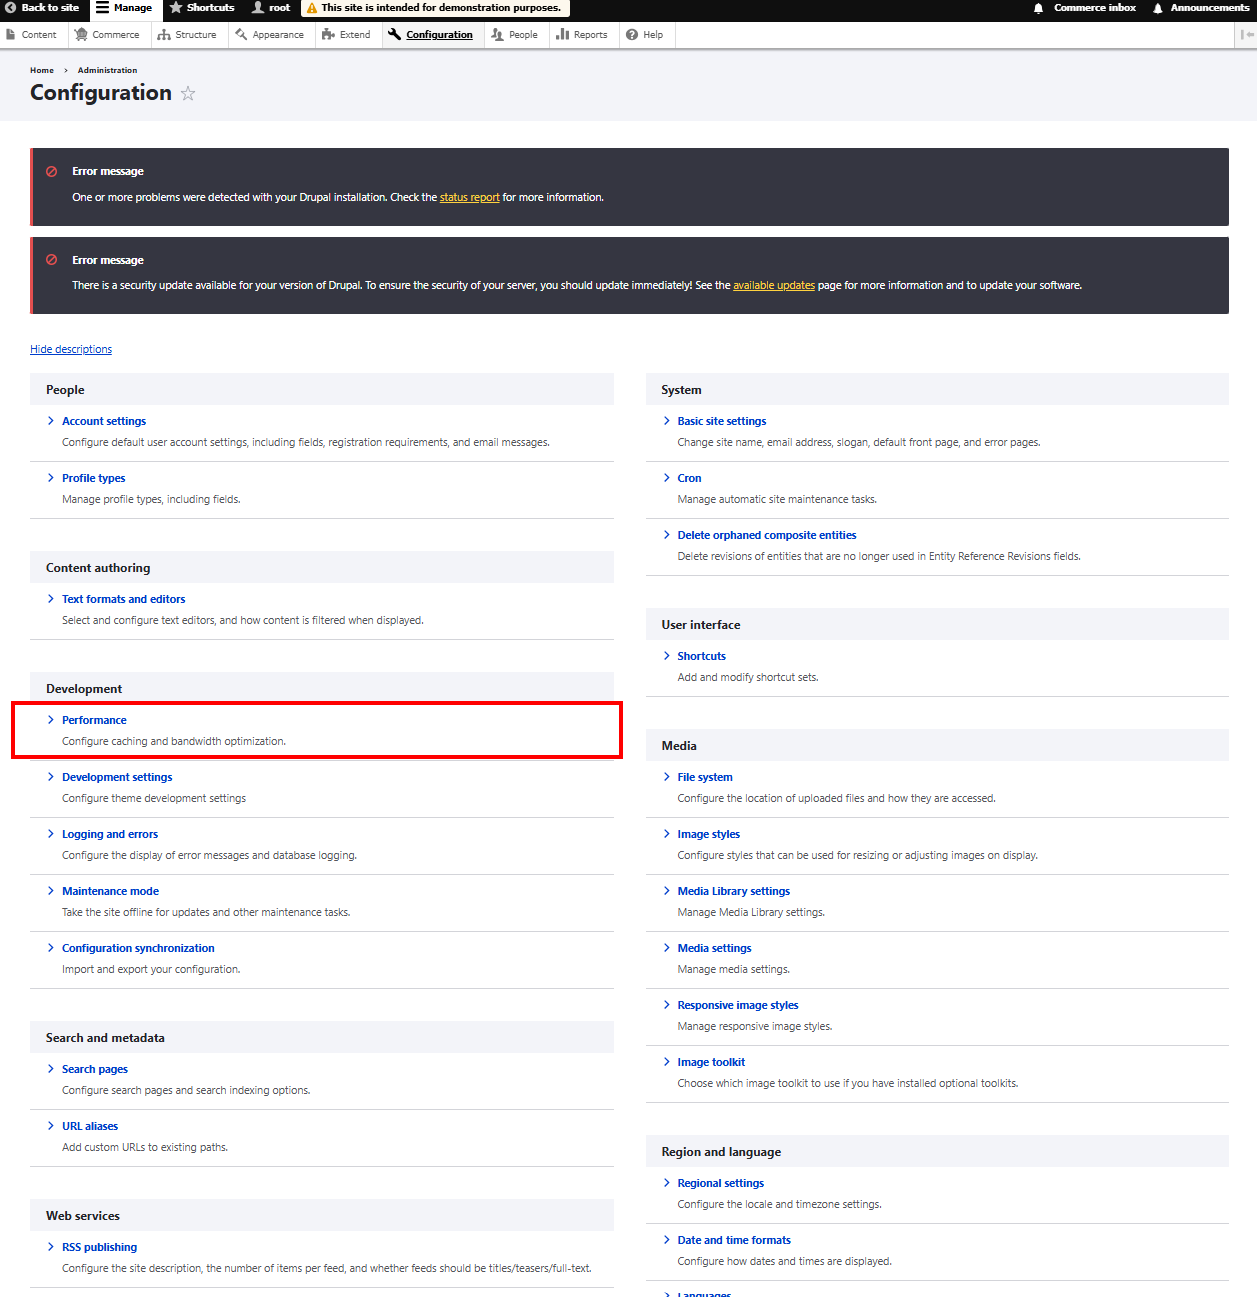 Back to site
Manage
Shortcuts
root
This site is intended for demonstration purposes.
Commerce inbox
Announcements
Content
Commerce
Structure
Appearance
Extend
Configuration
People
Reports
Help
Home › Administration
Configuration
Error message
One or more problems were detected with your Drupal installation. Check the status report for more information.
Error message
There is a security update available for your version of Drupal. To ensure the security of your server, you should update immediately! See the available updates page for more information and to update your software.
Hide descriptions
People
Account settings
Configure default user account settings, including fields, registration requirements, and email messages.
Profile types
Manage profile types, including fields.
Content authoring
Text formats and editors
Select and configure text editors, and how content is filtered when displayed.
Development
Performance
Configure caching and bandwidth optimization.
Development settings
Configure theme development settings
Logging and errors
Configure the display of error messages and database logging.
Maintenance mode
Take the site offline for updates and other maintenance tasks.
Configuration synchronization
Import and export your configuration.
Search and metadata
Search pages
Configure search pages and search indexing options.
URL aliases
Add custom URLs to existing paths.
Web services
RSS publishing
Configure the site description, the number of items per feed, and whether feeds should be titles/teasers/full-text.
System
Basic site settings
Change site name, email address, slogan, default front page, and error pages.
Cron
Manage automatic site maintenance tasks.
Delete orphaned composite entities
Delete revisions of entities that are no longer used in Entity Reference Revisions fields.
User interface
Shortcuts
Add and modify shortcut sets.
Media
File system
Configure the location of uploaded files and how they are accessed.
Image styles
Configure styles that can be used for resizing or adjusting images on display.
Media Library settings
Manage Media Library settings.
Media settings
Manage media settings.
Responsive image styles
Manage responsive image styles.
Image toolkit
Choose which image toolkit to use if you have installed optional toolkits.
Region and language
Regional settings
Configure the locale and timezone settings.
Date and time formats
Configure how dates and times are displayed.
Languages